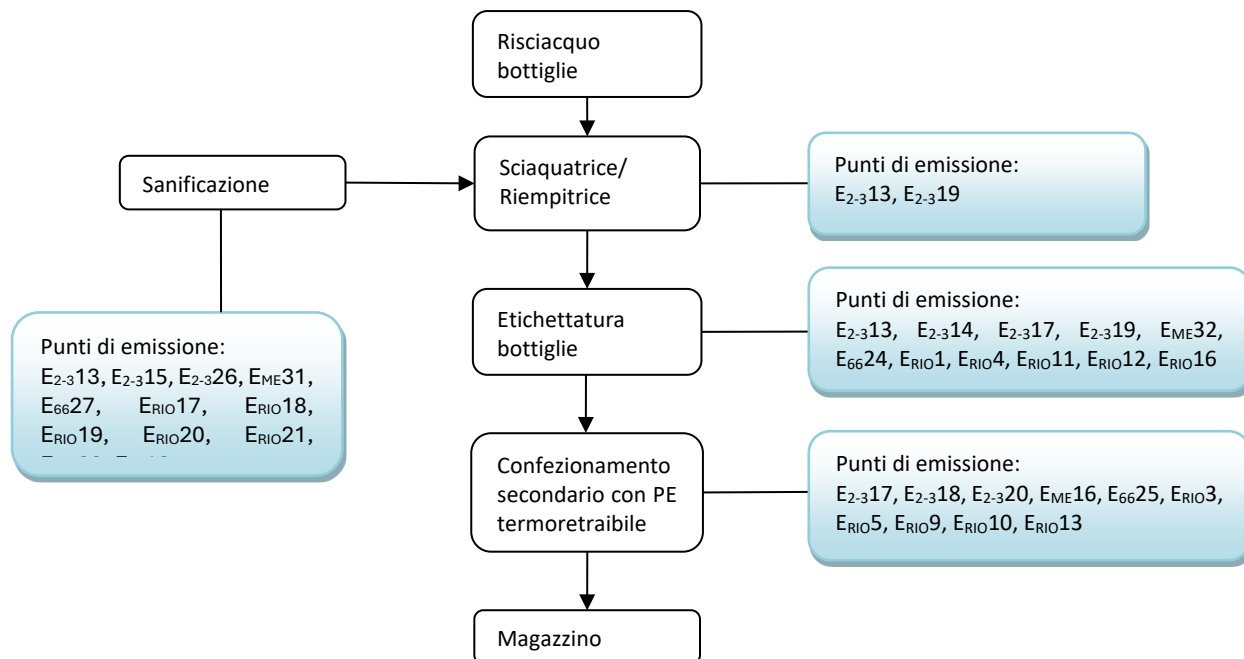 Risciacquo
bottiglie
Sanificazione
Sciaquatrice/
Riempitrice
Punti di emissione:
E2-313, E2-319
Etichettatura
bottiglie
Punti di emissione:
E2-313, E2-314, E2-317, E2-319, EME32,
E6624, ERIO1, ERIO4, ERIO11, ERIO12, ERIO16
Punti di emissione:
E2-313, E2-315, E2-326, EME31,
E6627, ERIO17, ERIO18,
ERIO19, ERIO20, ERIO21,
Confezionamento
secondario con PE
termoretraibile
Punti di emissione:
E2-317, E2-318, E2-320, EME16, E6625, ERIO3,
ERIO5, ERIO9, ERIO10, ERIO13
Magazzino